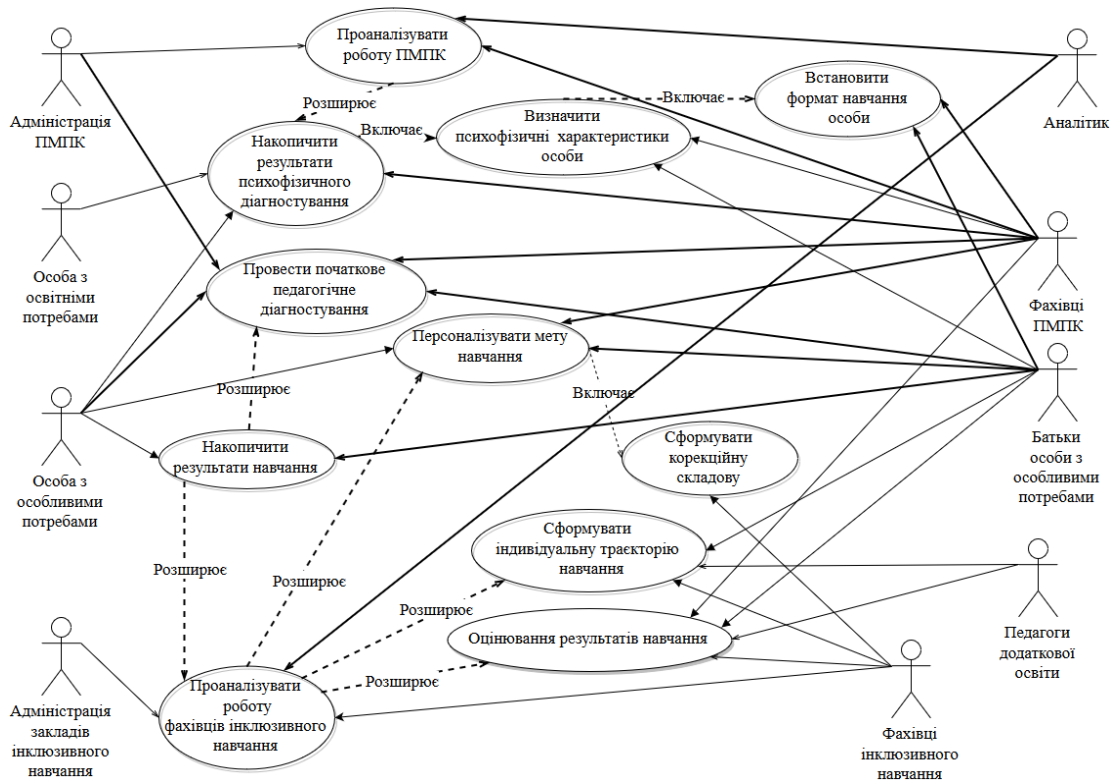 Проаналізувати
роботу ПМПК
Адміністрація
ПМПК
Аналітик
Встановити
формат навчання
особи
Розширює
Включає
Включає
Визначити
психофізичні характеристики
особи
Накопичити
результати
психофізичного
діагностування
Особа з
освітніми
потребами
Провести початкове
педагогічне
діагностування
Фахівці
ПМПК
Персоналізувати мету
навчання
Розширює
Включає
Особа з
особливими
потребами
Накопичити
результати навчання
Сформувати
корекційну
складову
Батьки
особи з
особливими
потребами
Сформувати
індивідуальну траєкторію
навчання
Розширює
Розширює
Розширює
Оцінювання результатів навчання
Розширює
Педагоги
додаткової
освіти
Проаналізувати
роботу
фахівців інклюзивного
навчання
Адміністрація
закладів
інклюзивного
навчання
Фахівці
інклюзивного
навчання